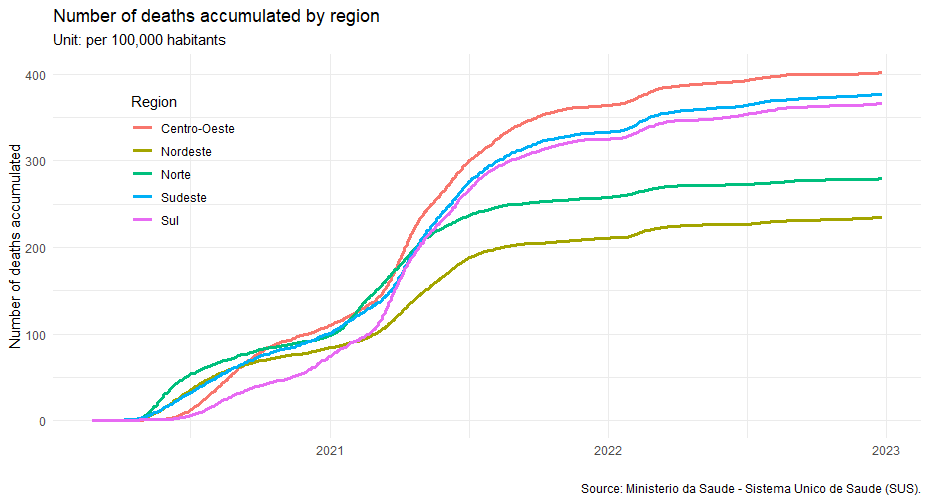 Number of deaths accumulated by region
Unit: per 100,000 habitants
Number of deaths accumulated
400
300
200
100
0
Region
Centro-Oeste
Nordeste
Norte
Sudeste
Sul
2021
2022
2023
Source: Ministerio da Saude - Sistema Unico de Saude (SUS).